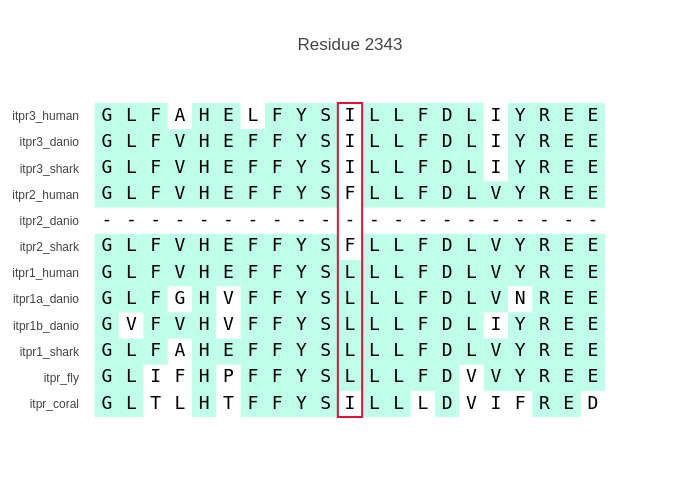 Residue 2343
itpr3_human G L F A H E L F Y S I L L F D L I Y R E E
itpr3_danio G L F V H E F F Y S I L L F D L I Y R E E
itpr3_shark G L F V H E F F Y S I L L F D L I Y R E E
itpr2_human G L F V H E F F Y S F L L F D L V Y R E E
itpr2_danio - - - - - - - - - - - - - - - - - - - - -
itpr2_shark G L F V H E F F Y S F L L F D L V Y R E E
itpr1_human G L F V H E F F Y S L L L F D L V Y R E E
itpr1a_danio G L F G H V F F Y S L L L F D L V N R E E
itpr1b_danio G V F V H V F F Y S L L L F D L I Y R E E
itpr1_shark G L F A H E F F Y S L L L F D L V Y R E E
itpr_fly G L I F H P F F Y S L L L F D V V Y R E E
itpr_coral G L T L H T F F Y S I L L L D V I F R E D